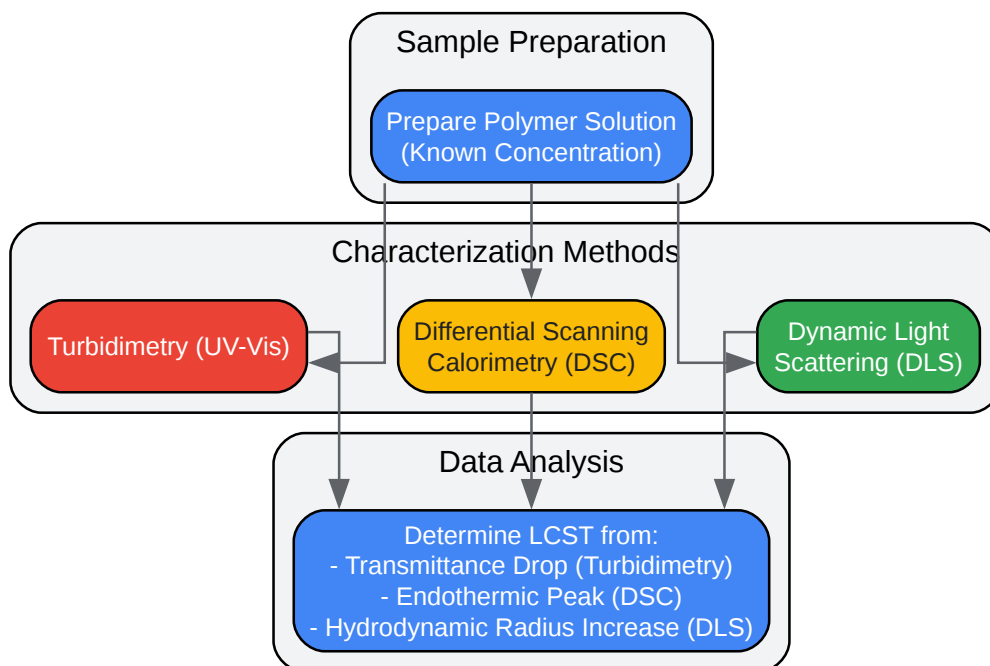 Sample Preparation
Prepare Polymer Solution
(Known Concentration)
Characterization Methods
Turbidimetry (UV-Vis)
Differential Scanning
Calorimetry (DSC)
Dynamic Light
Scattering (DLS)
Data Analysis
Determine LCST from:
- Transmittance Drop (Turbidimetry)
- Endothermic Peak (DSC)
- Hydrodynamic Radius Increase (DLS)